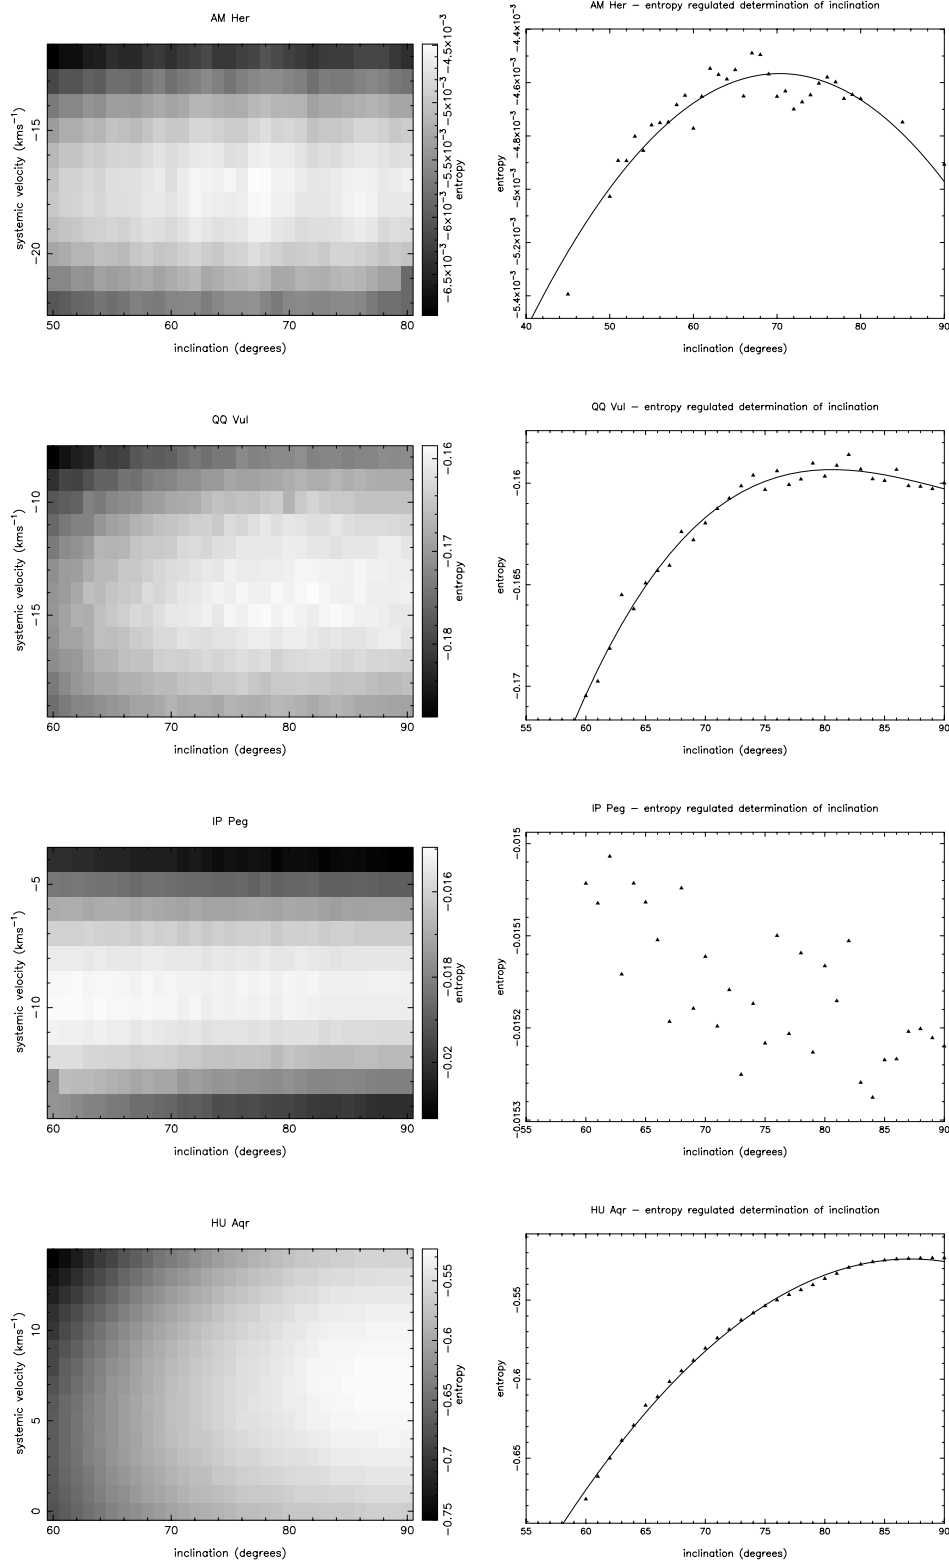 AM Her
systemic velocity (kms⁻¹)
−15
−20
50 60 70 80
inclination (degrees)
−6.5×10⁻³ −6×10⁻³ −5.5×10⁻³ −5×10⁻³ −4.5×10⁻³
entropy
AM Her − entropy regulated determination of inclination
entropy
−5.4×10⁻³ −5.2×10⁻³ −5×10⁻³ −4.8×10⁻³ −4.6×10⁻³ −4.4×10⁻³
40 50 60 70 80 90
inclination (degrees)
QQ Vul
systemic velocity (kms⁻¹)
−10
−15
60 70 80 90
inclination (degrees)
−0.18 −0.17 −0.16
entropy
QQ Vul − entropy regulated determination of inclination
entropy
−0.17 −0.165 −0.16
55 60 65 70 75 80 85 90
inclination (degrees)
IP Peg
systemic velocity (kms⁻¹)
−5
−10
60 70 80 90
inclination (degrees)
−0.02 −0.018 −0.016
entropy
IP Peg − entropy regulated determination of inclination
entropy
−0.0153 −0.0152 −0.0151 −0.015
55 60 65 70 75 80 85 90
inclination (degrees)
HU Aqr
systemic velocity (kms⁻¹)
10
5
0
60 70 80 90
inclination (degrees)
−0.75 −0.7 −0.65 −0.6 −0.55
entropy
HU Aqr − entropy regulated determination of inclination
entropy
−0.65 −0.6 −0.55
55 60 65 70 75 80 85 90
inclination (degrees)